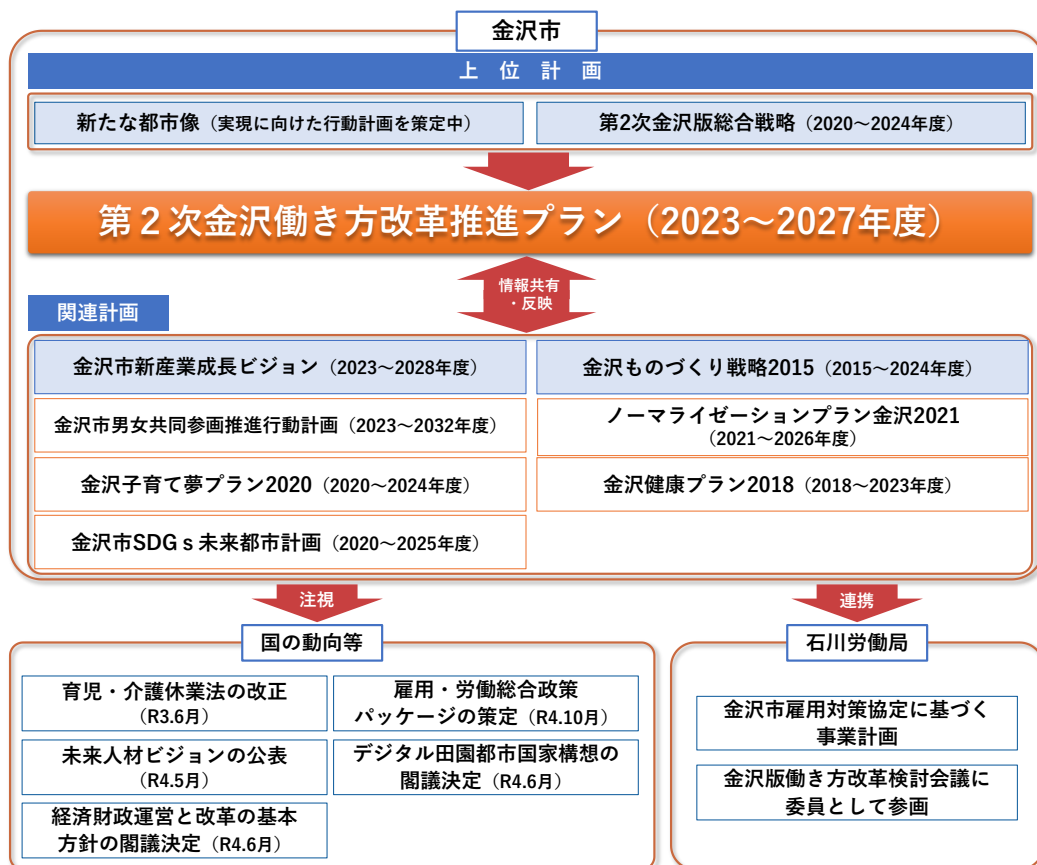 金沢市
上位計画
新たな都市像（実現に向けた行動計画を策定中）
第2次金沢版総合戦略（2020～2024年度）
第２次金沢働き方改革推進プラン（2023～2027年度）
情報共有
・反映
関連計画
金沢市新産業成長ビジョン（2023～2028年度）
金沢ものづくり戦略2015（2015～2024年度）
金沢市男女共同参画推進行動計画（2023～2032年度）
ノーマライゼーションプラン金沢2021
（2021～2026年度）
金沢子育て夢プラン2020（2020～2024年度）
金沢健康プラン2018（2018～2023年度）
金沢市SDGｓ未来都市計画（2020～2025年度）
注視
連携
国の動向等
育児・介護休業法の改正
（R3.6月）
雇用・労働総合政策
パッケージの策定（R4.10月）
未来人材ビジョンの公表
（R4.5月）
デジタル田園都市国家構想の
閣議決定（R4.6月）
経済財政運営と改革の基本
方針の閣議決定（R4.6月）
石川労働局
金沢市雇用対策協定に基づく
事業計画
金沢版働き方改革検討会議に
委員として参画